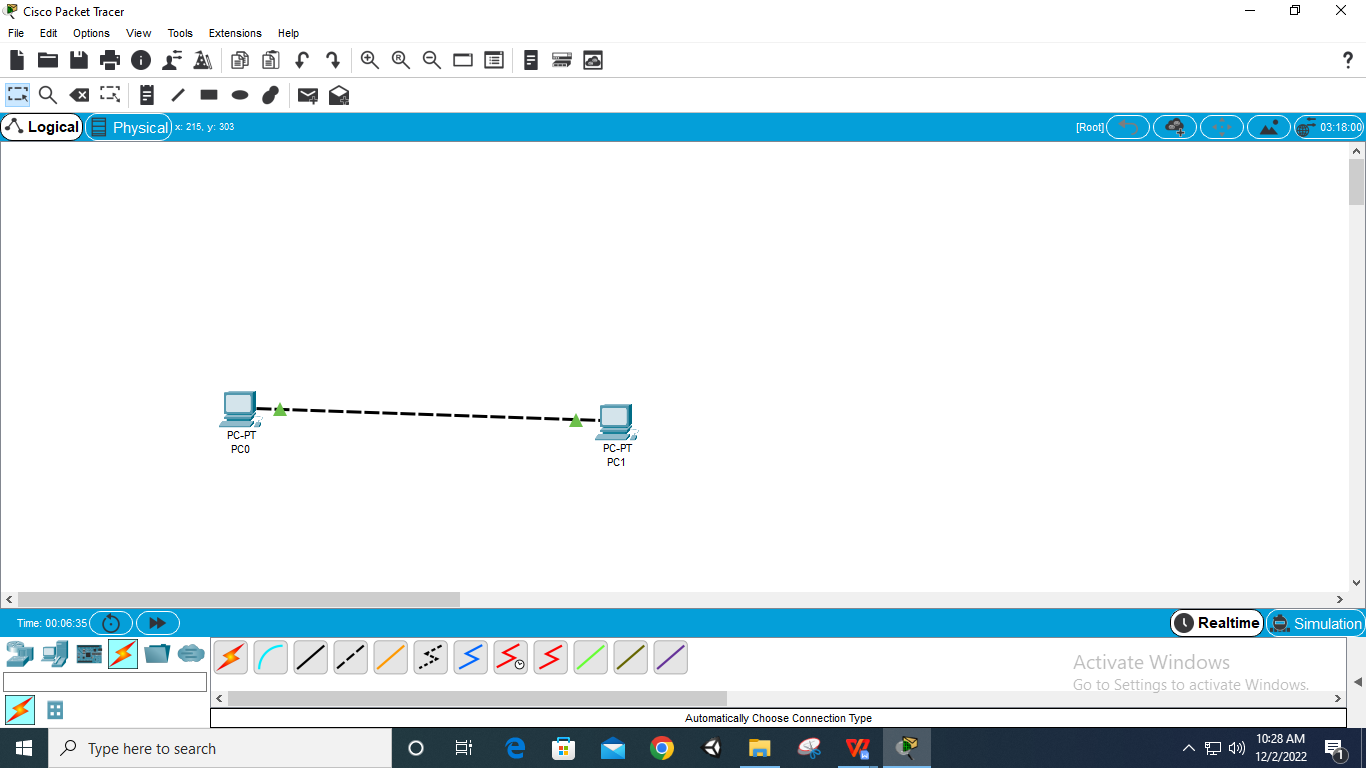 Cisco Packet Tracer
File Edit Options View Tools Extensions Help
?
Logical Physical x: 215, y: 303 [Root] 03:18:00
PC-PT
PC0
PC-PT
PC1
Time: 00:06:35 Realtime Simulation
Activate Windows
Go to Settings to activate Windows.
Automatically Choose Connection Type
Type here to search
10:28 AM
12/2/2022
1